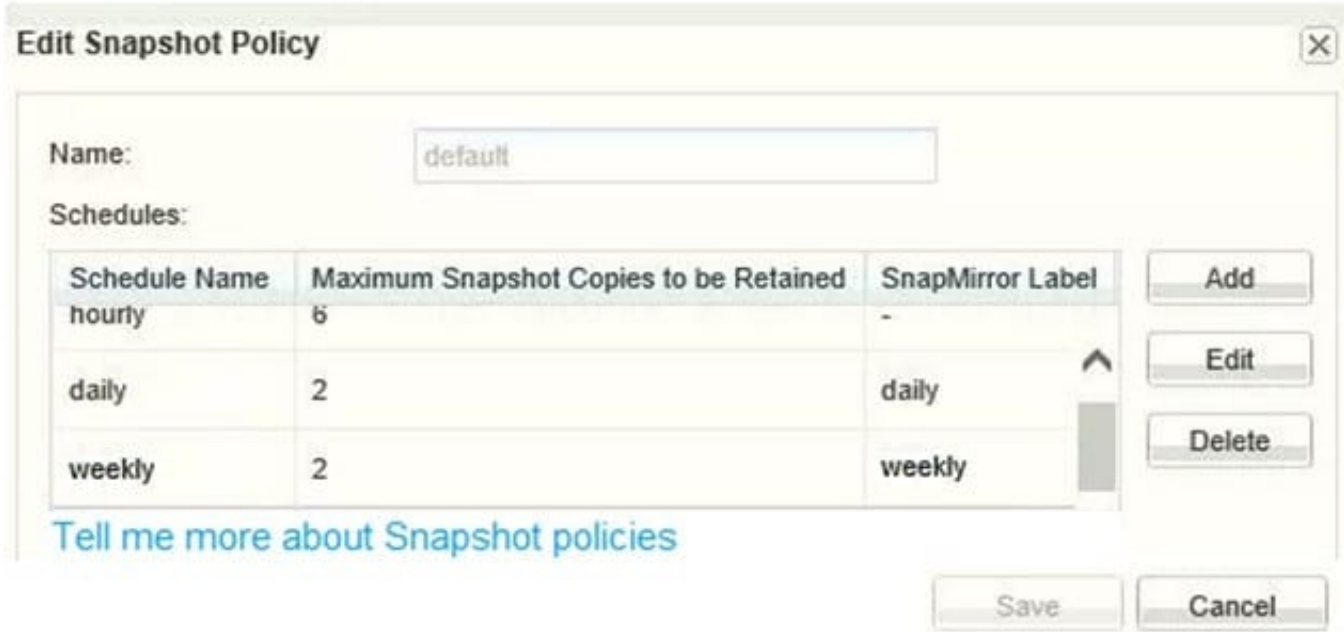 Edit Snapshot Policy
Name: default
Schedules:
Schedule Name Maximum Snapshot Copies to be Retained SnapMirror Label Add
hourly 6 -
Edit
daily 2 daily
Delete
weekly 2 weekly
Tell me more about Snapshot policies
Save Cancel